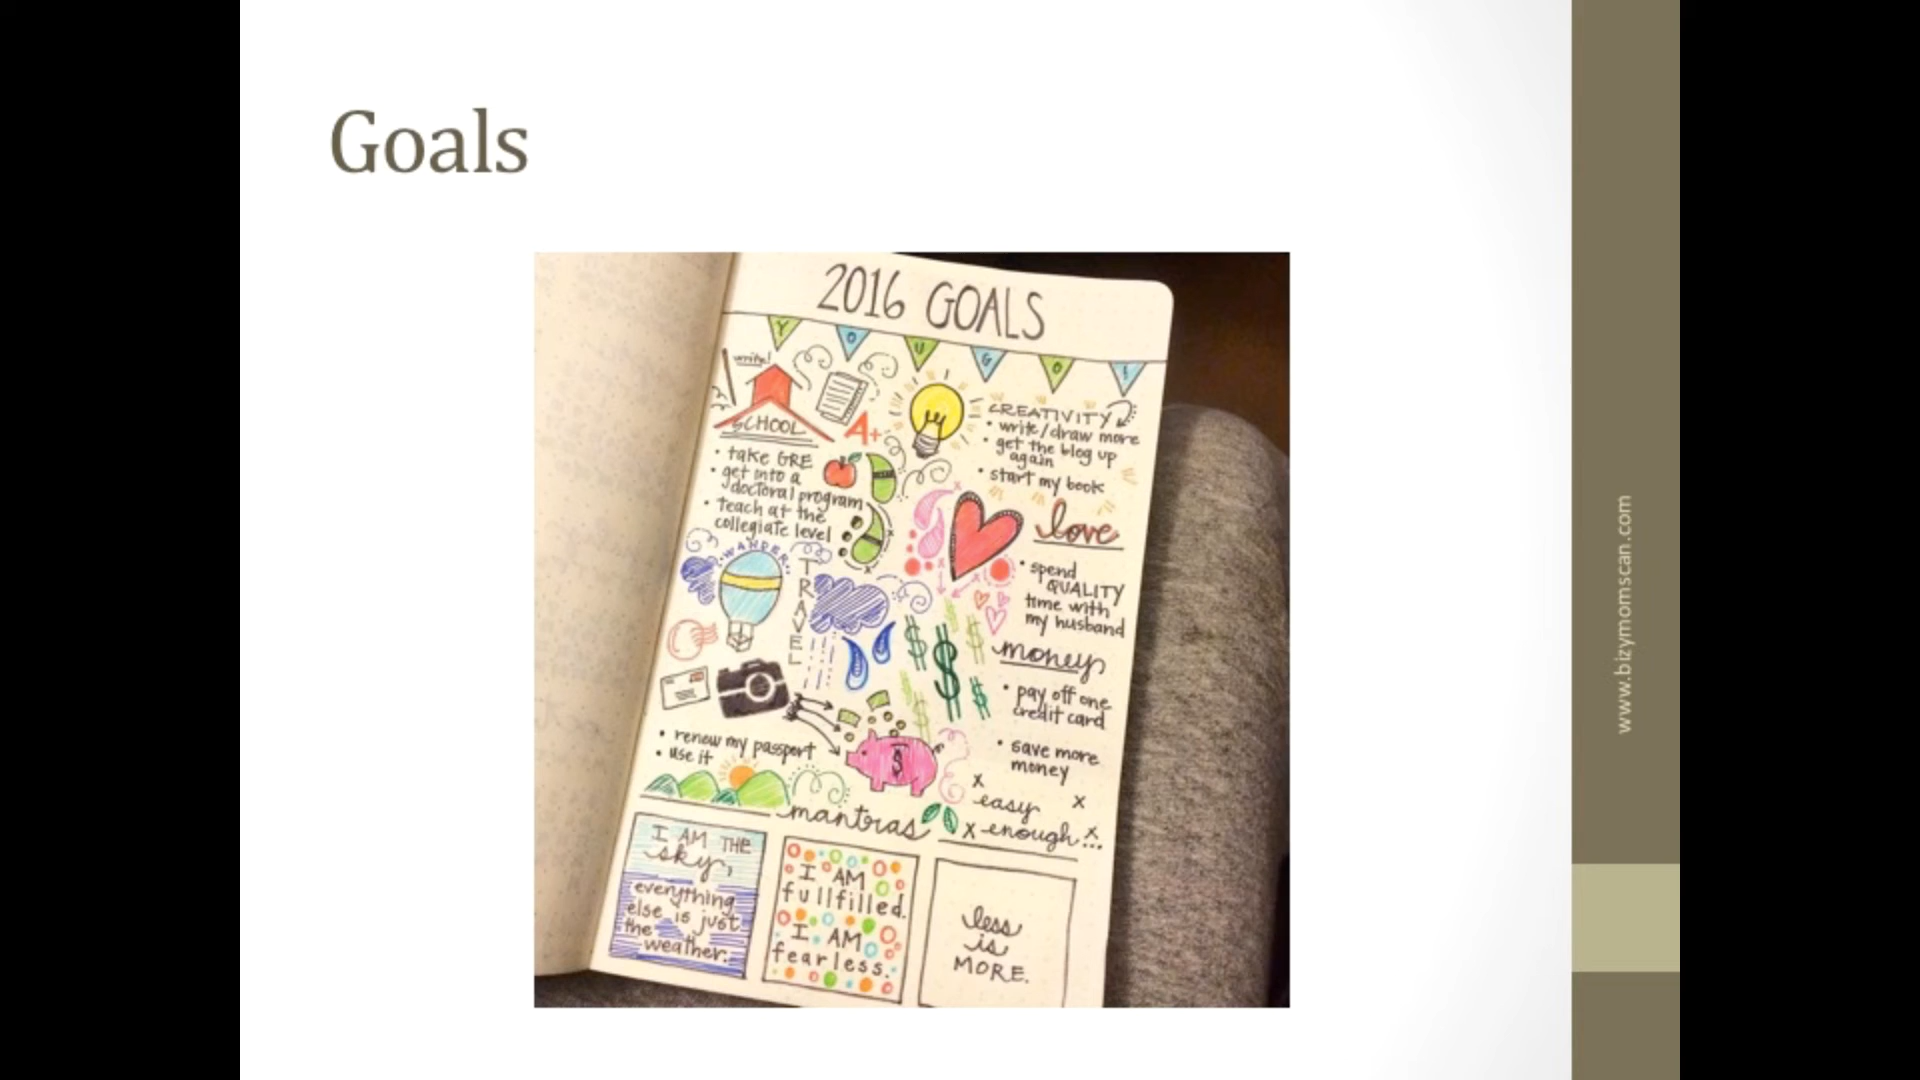 Goals
2016 GOALS
YOU GO!
write!
SCHOOL
A+
• take GRE
• get into a
doctoral program
• teach at the
collegiate level
CREATIVITY
• write/draw more
• get the blog up
again
• start my book
love
• spend
QUALITY
time with
my husband
WANDER
TRAVEL
• renew my passport
• use it
money
• pay off one
credit card
• save more
money
$
easy
enough...
mantras
I AM THE
sky,
everything
else is just
the
weather.
I AM
fullfilled.
I AM
fearless.
less
is
MORE.
www.bizymomscan.com